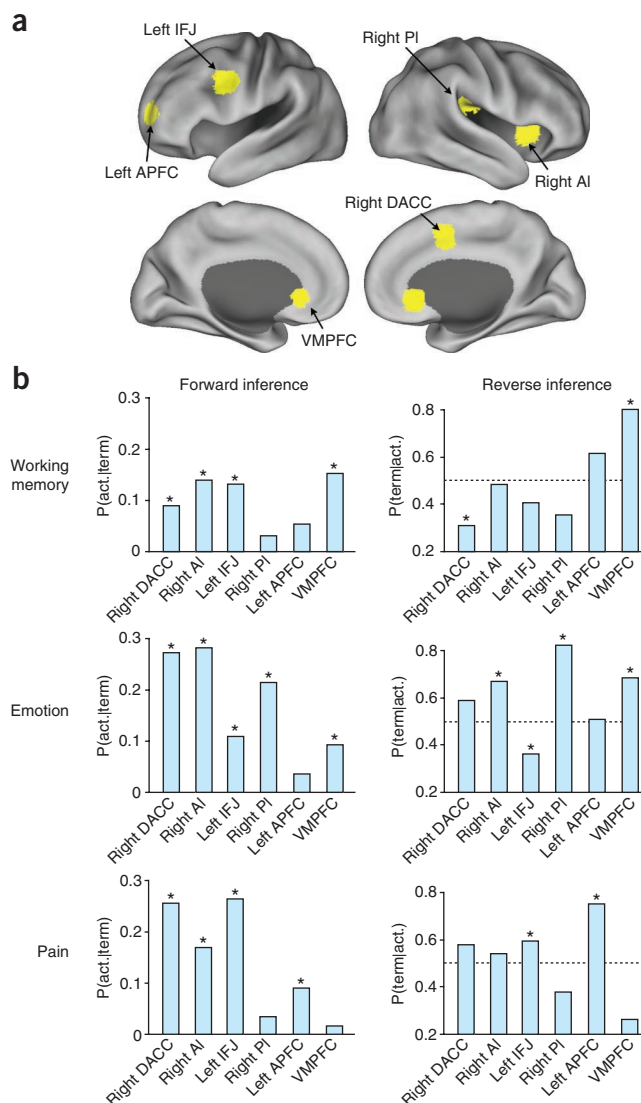 a
Left IFJ
Right PI
Left APFC
Right AI
Right DACC
VMPFC
b
Forward inference
Reverse inference
Working
memory
P(act.|term)
0.3
0.2
0.1
0
* * * *
Right DACC
Right AI
Left IFJ
Right PI
Left APFC
VMPFC
P(term|act.)
0.8
0.6
0.4
0.2
* *
Right DACC
Right AI
Left IFJ
Right PI
Left APFC
VMPFC
Emotion
P(act.|term)
0.3
0.2
0.1
0
* * * * *
Right DACC
Right AI
Left IFJ
Right PI
Left APFC
VMPFC
P(term|act.)
0.8
0.6
0.4
0.2
* * * *
Right DACC
Right AI
Left IFJ
Right PI
Left APFC
VMPFC
Pain
P(act.|term)
0.3
0.2
0.1
0
* * * *
Right DACC
Right AI
Left IFJ
Right PI
Left APFC
VMPFC
P(term|act.)
0.8
0.6
0.4
0.2
* *
Right DACC
Right AI
Left IFJ
Right PI
Left APFC
VMPFC